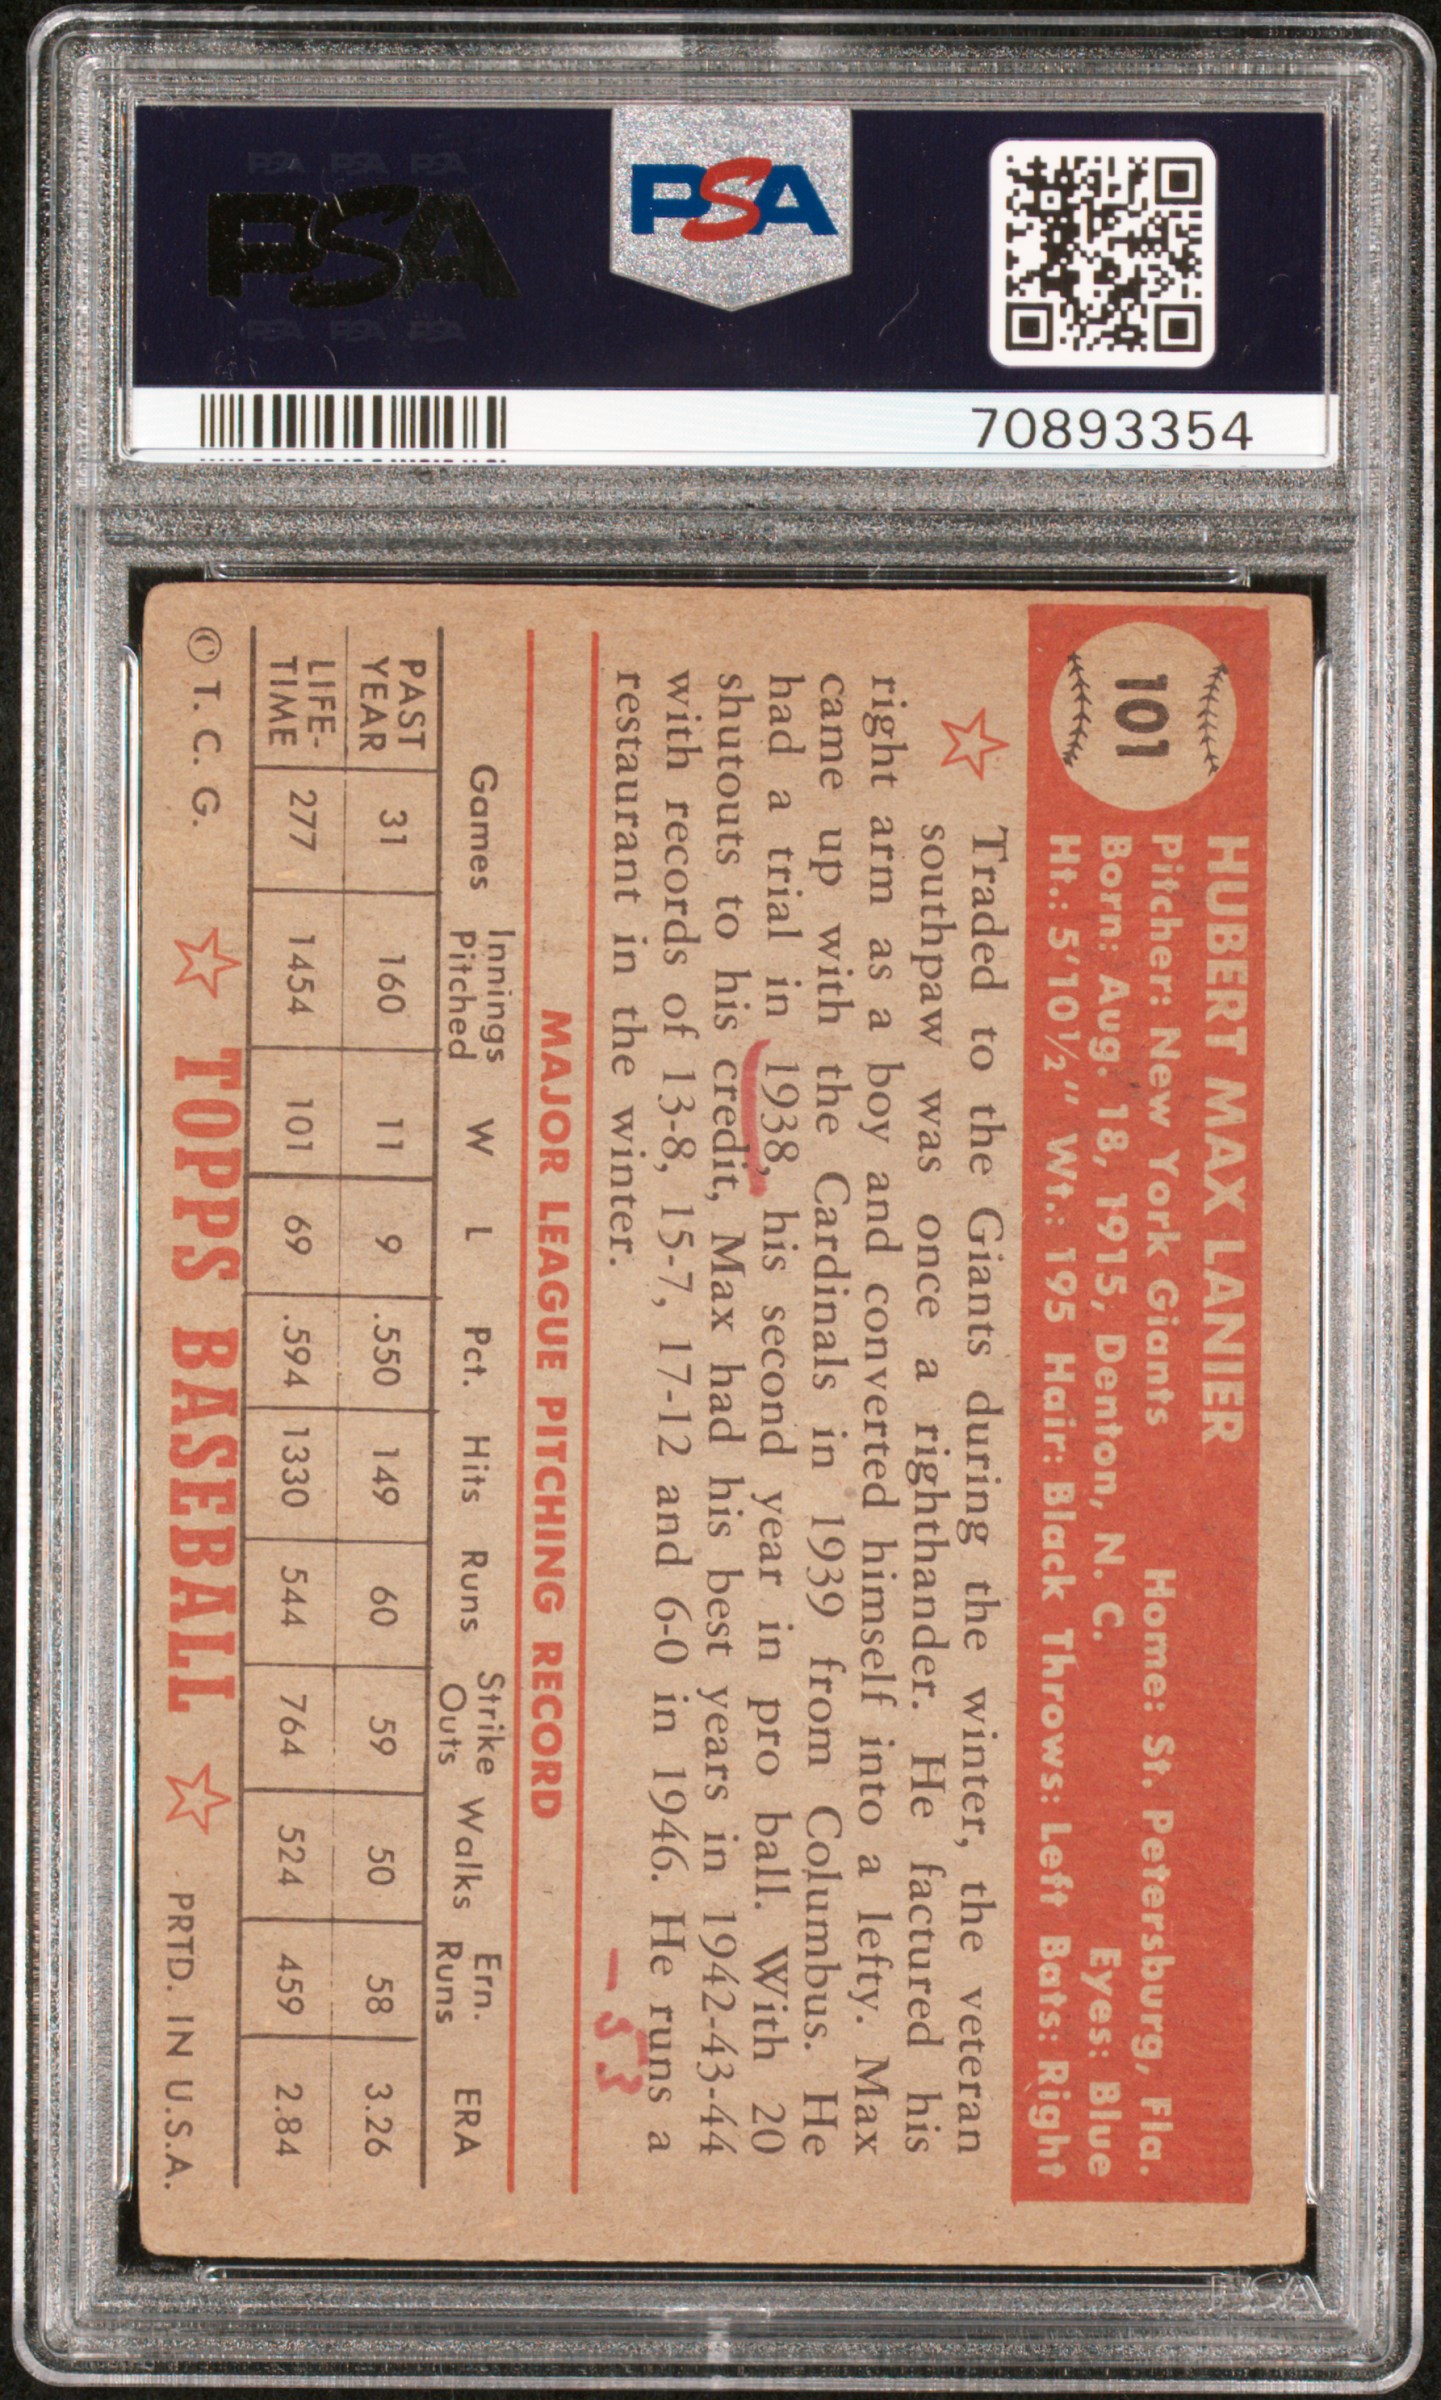 PSA PSA PSA
PSA
PSA PSA PSA
PSA
70893354
101
HUBERT MAX LANIER
Pitcher: New York Giants Home: St. Petersburg, Fla.
Born: Aug. 18, 1915, Denton, N. C. Eyes: Blue
Ht.: 5'10½" Wt.: 195 Hair: Black Throws: Left Bats: Right
Traded to the Giants during the winter, the veteran
southpaw was once a righthander. He factured his
right arm as a boy and converted himself into a lefty. Max
came up with the Cardinals in 1939 from Columbus. He
had a trial in 1938, his second year in pro ball. With 20
shutouts to his credit, Max had his best years in 1942-43-44
with records of 13-8, 15-7, 17-12 and 6-0 in 1946. He runs a
restaurant in the winter.
-53
MAJOR LEAGUE PITCHING RECORD
Games Innings Pitched W L Pct. Hits Runs Strike Outs Walks Ern. Runs ERA
PAST YEAR 31 160 11 9 .550 149 60 59 50 58 3.26
LIFE-TIME 277 1454 101 69 .594 1330 544 764 524 459 2.84
© T. C. G. TOPPS BASEBALL PRTD. IN U.S.A.
PSA